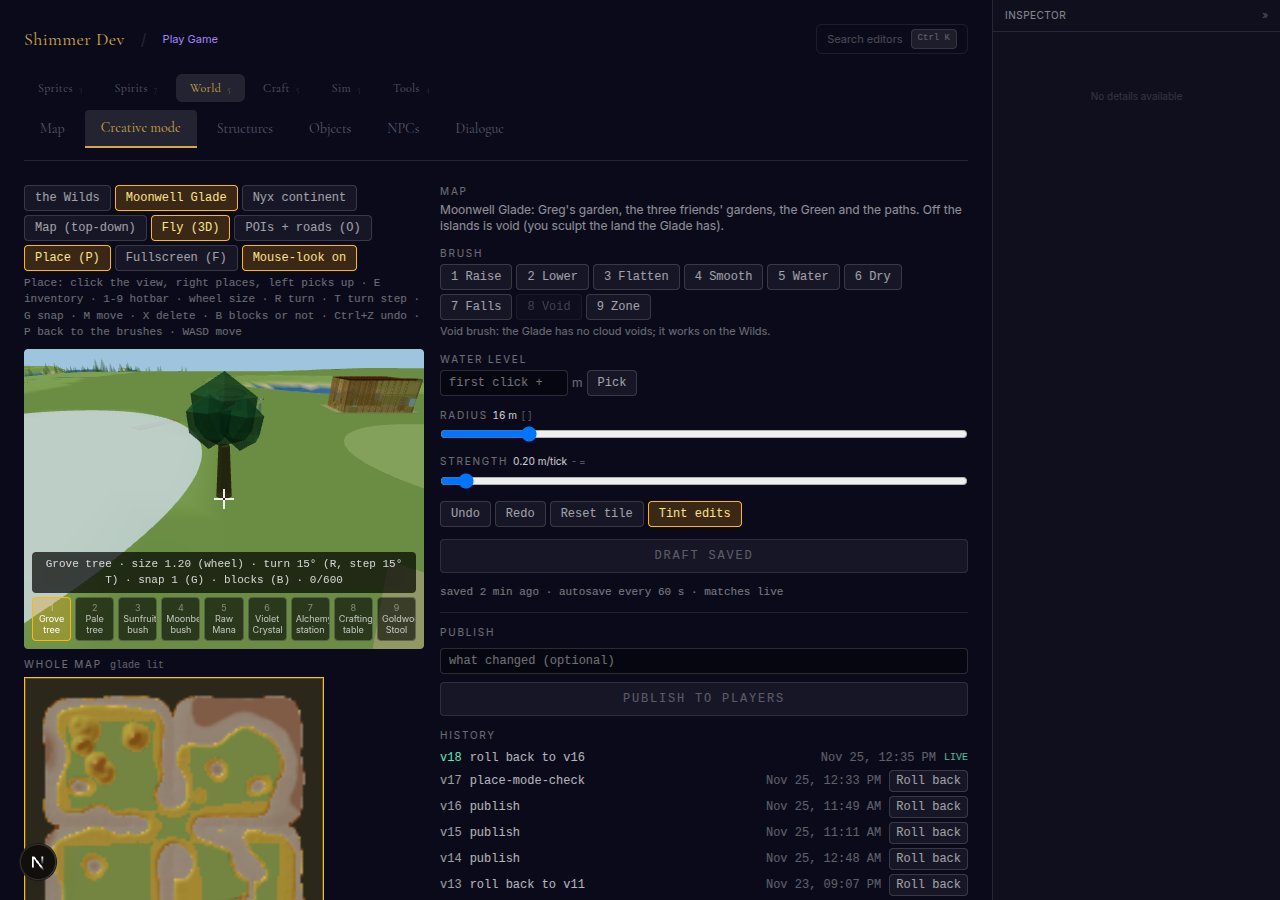 Shimmer Dev / Play Game
Search editors Ctrl K
INSPECTOR »
No details available
Sprites Spirits World 5 Craft Sim Tools
Map Creative mode Structures Objects NPCs Dialogue
the Wilds Moonwell Glade Nyx continent
Map (top-down) Fly (3D) POIs + roads (O)
Place (P) Fullscreen (F) Mouse-look on
Place: click the view, right places, left picks up · E
inventory · 1-9 hotbar · wheel size · R turn · T turn step ·
G snap · M move · X delete · B blocks or not · Ctrl+Z undo ·
P back to the brushes · WASD move
Grove tree · size 1.20 (wheel) · turn 15° (R, step 15°
T) · snap 1 (G) · blocks (B) · 0/600
1 Grove tree
2 Pale tree
3 Sunfruit bush
4 Moonbe bush
5 Raw Mana
6 Violet Crystal
7 Alchemy station
8 Crafting table
9 Goldwo Stool
WHOLE MAP glade lit
N
MAP
Moonwell Glade: Greg's garden, the three friends' gardens, the Green and the paths. Off the
islands is void (you sculpt the land the Glade has).
BRUSH
1 Raise 2 Lower 3 Flatten 4 Smooth 5 Water 6 Dry
7 Falls 8 Void 9 Zone
Void brush: the Glade has no cloud voids; it works on the Wilds.
WATER LEVEL
first click + m Pick
RADIUS 16 m [ ]
STRENGTH 0.20 m/tick - =
Undo Redo Reset tile Tint edits
DRAFT SAVED
saved 2 min ago · autosave every 60 s · matches live
PUBLISH
what changed (optional)
PUBLISH TO PLAYERS
HISTORY
v18 roll back to v16 Nov 25, 12:35 PM LIVE
v17 place-mode-check Nov 25, 12:33 PM Roll back
v16 publish Nov 25, 11:49 AM Roll back
v15 publish Nov 25, 11:11 AM Roll back
v14 publish Nov 25, 12:48 AM Roll back
v13 roll back to v11 Nov 23, 09:07 PM Roll back